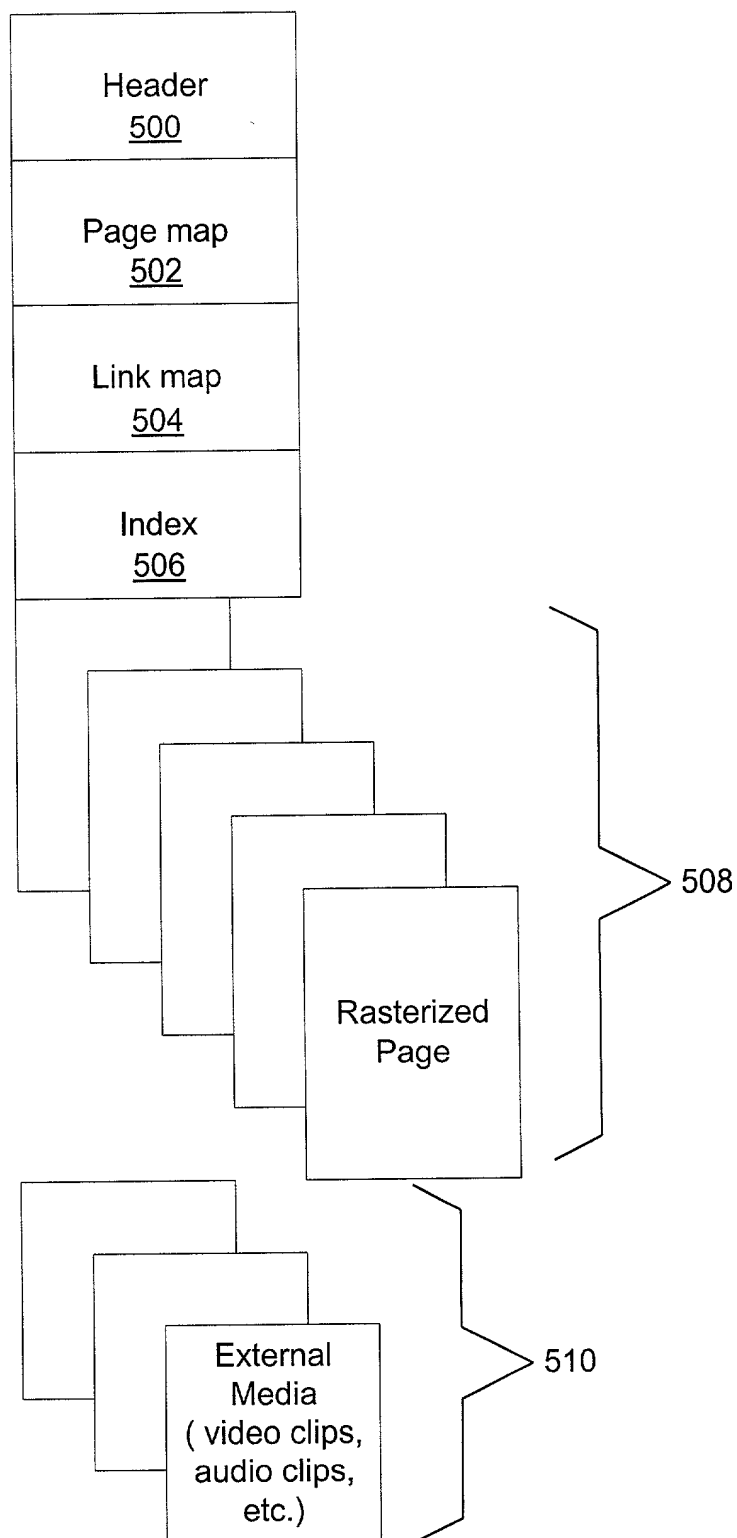 Header
500
Page map
502
Link map
504
Index
506
508
Rasterized
Page
510
External
Media
( video clips,
audio clips,
etc.)